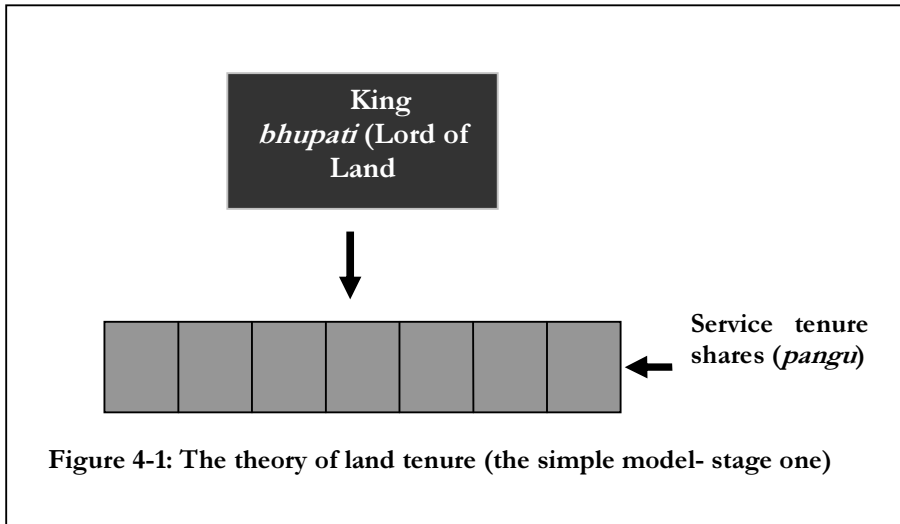 King
bhupati (Lord of
Land
Service tenure
shares (pangu)
Figure 4-1: The theory of land tenure (the simple model- stage one)